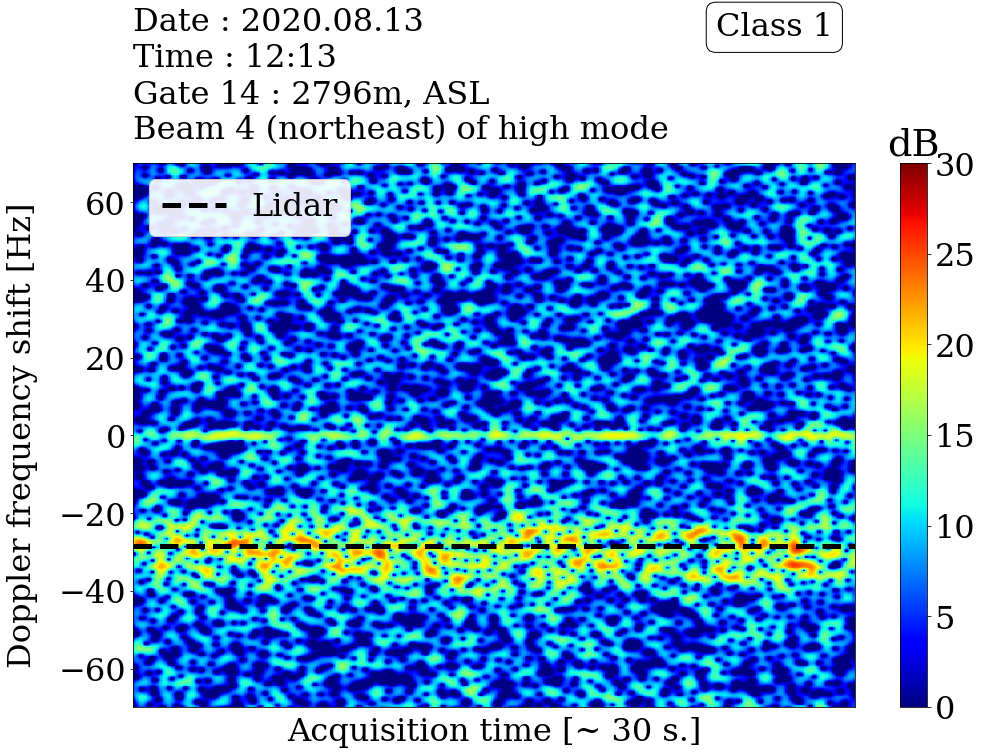 Date : 2020.08.13
Time : 12:13
Gate 14 : 2796m, ASL
Beam 4 (northeast) of high mode
Class 1
dB
Lidar
Doppler frequency shift [Hz]
60
40
20
0
−20
−40
−60
Acquisition time [~ 30 s.]
30
25
20
15
10
5
0